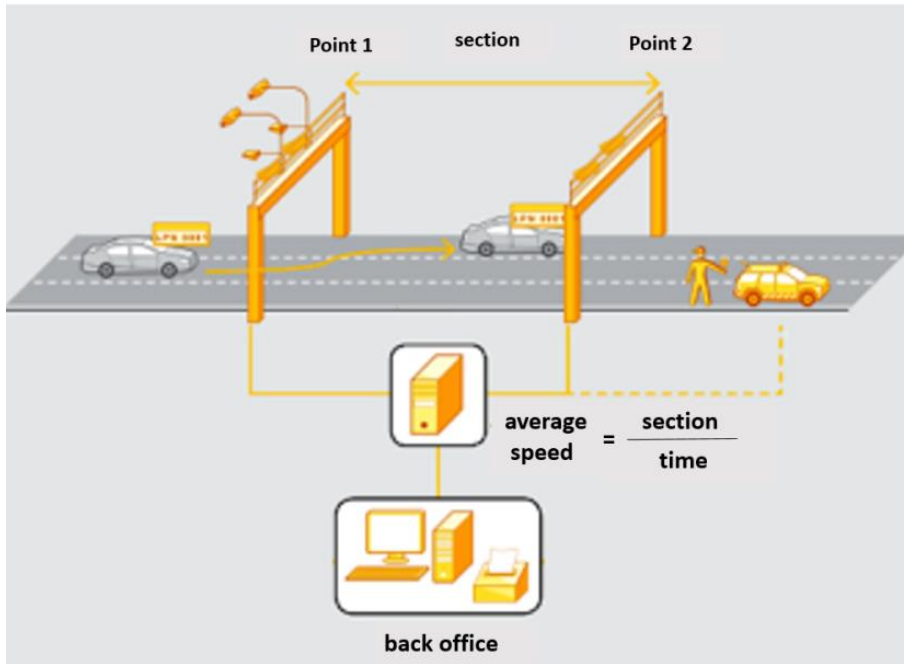 Point 1
section
Point 2
average
speed
=
section
time
back office